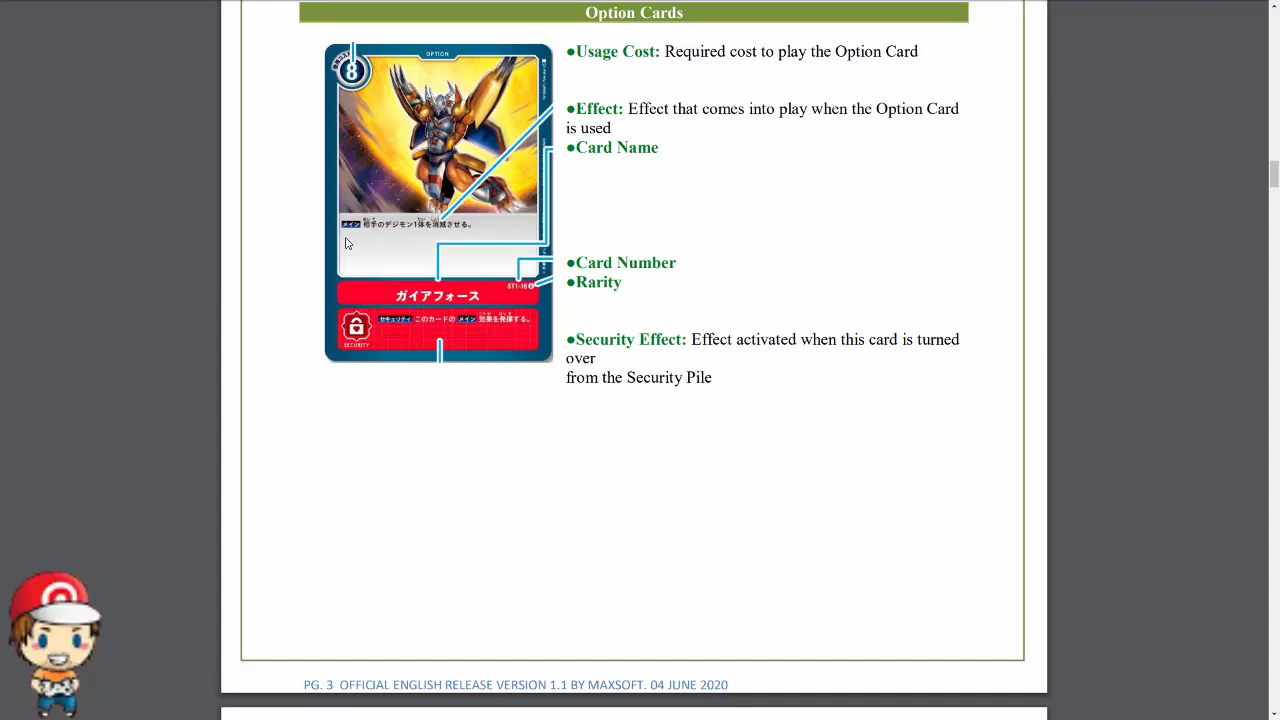 Option Cards
●Usage Cost: Required cost to play the Option Card
OPTION
8
●Effect: Effect that comes into play when the Option Card
is used
●Card Name
メイン 相手のデジモン1体を消滅させる。
●Card Number
●Rarity
ST1-16
ガイアフォース
セキュリティ このカードの メイン 効果を発揮する。
SECURITY
●Security Effect: Effect activated when this card is turned
over
from the Security Pile
PG. 3 OFFICIAL ENGLISH RELEASE VERSION 1.1 BY MAXSOFT. 04 JUNE 2020